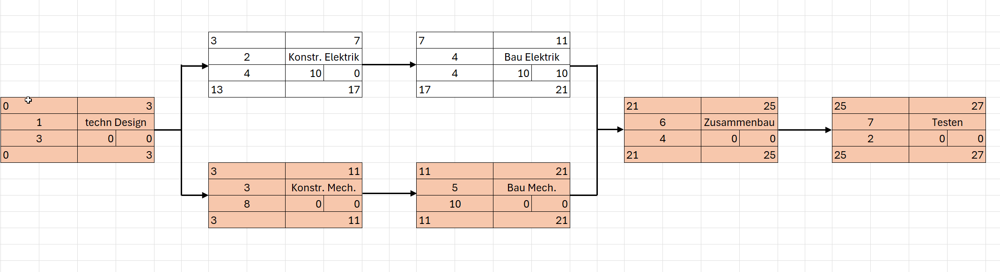 3 7
2 Konstr. Elektrik
4 10 0
13 17
7 11
4 Bau Elektrik
4 10 10
17 21
0 3
1 techn Design
3 0 0
0 3
3 11
3 Konstr. Mech.
8 0 0
3 11
11 21
5 Bau Mech.
10 0 0
11 21
21 25
6 Zusammenbau
4 0 0
21 25
25 27
7 Testen
2 0 0
25 27